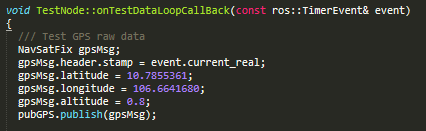 void TestNode::onTestDataLoopCallBack(const ros::TimerEvent& event)
{
/// Test GPS raw data
NavSatFix gpsMsg;
gpsMsg.header.stamp = event.current_real;
gpsMsg.latitude = 10.7855361;
gpsMsg.longitude = 106.6641680;
gpsMsg.altitude = 0.8;
pubGPS.publish(gpsMsg);